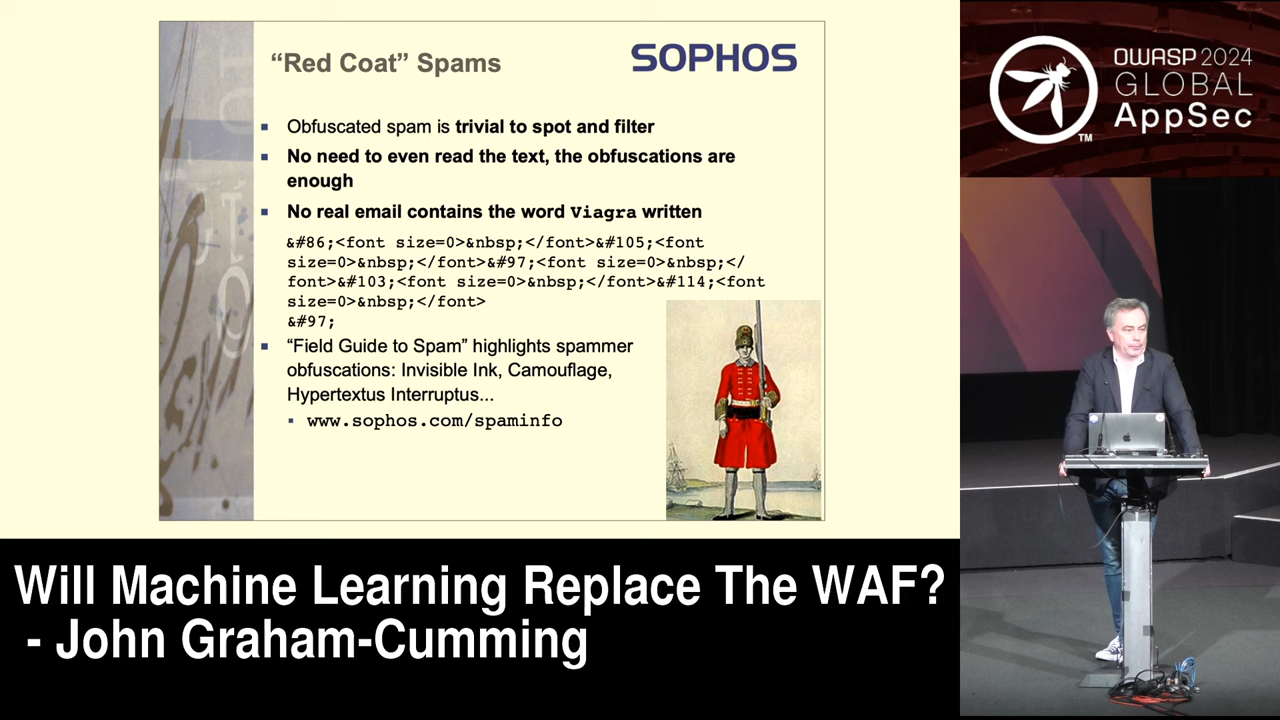 “Red Coat” Spams
SOPHOS
Obfuscated spam is trivial to spot and filter
No need to even read the text, the obfuscations are
enough
No real email contains the word Viagra written
&#86;<font size=0>&nbsp;</font>&#105;<font
size=0>&nbsp;</font>&#97;<font size=0>&nbsp;</
font>&#103;<font size=0>&nbsp;</font>&#114;<font
size=0>&nbsp;</font>
&#97;
“Field Guide to Spam” highlights spammer
obfuscations: Invisible Ink, Camouflage,
Hypertextus Interruptus...
www.sophos.com/spaminfo
OWASP 2024
GLOBAL
AppSec
TM
Will Machine Learning Replace The WAF?
- John Graham-Cumming